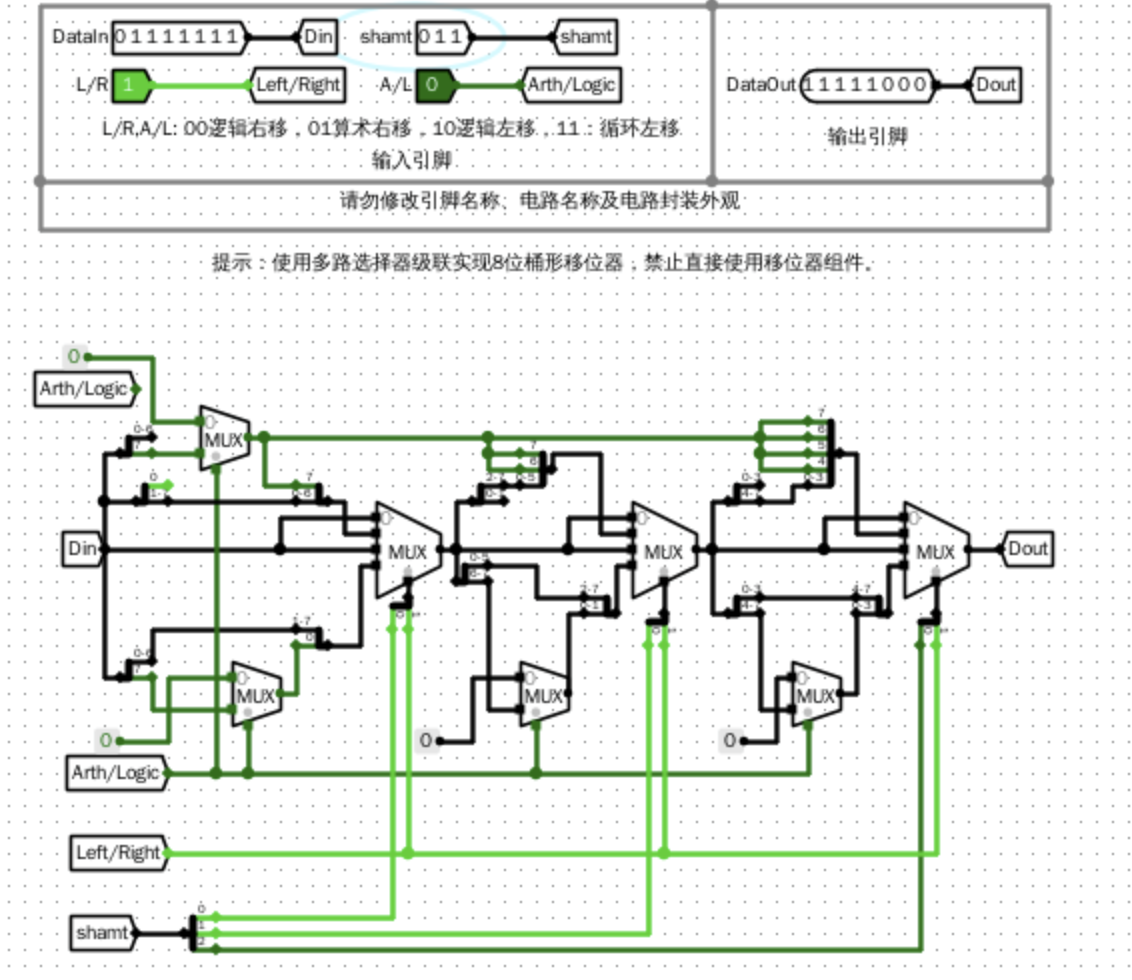 DataIn 01111111 Din shamt 011 shamt
L/R 1 Left/Right A/L 0 Arth/Logic DataOut 11111000 Dout
L/R,A/L: 00逻辑右移，01算术右移，10逻辑左移，11：循环左移
输出引脚
输入引脚
请勿修改引脚名称、电路名称及电路封装外观
提示：使用多路选择器级联实现8位桶形移位器，禁止直接使用移位器组件。
0
Arth/Logic
MUX
Din MUX MUX MUX Dout
MUX MUX MUX
0 0 0
Arth/Logic
Left/Right
shamt 0 1 2